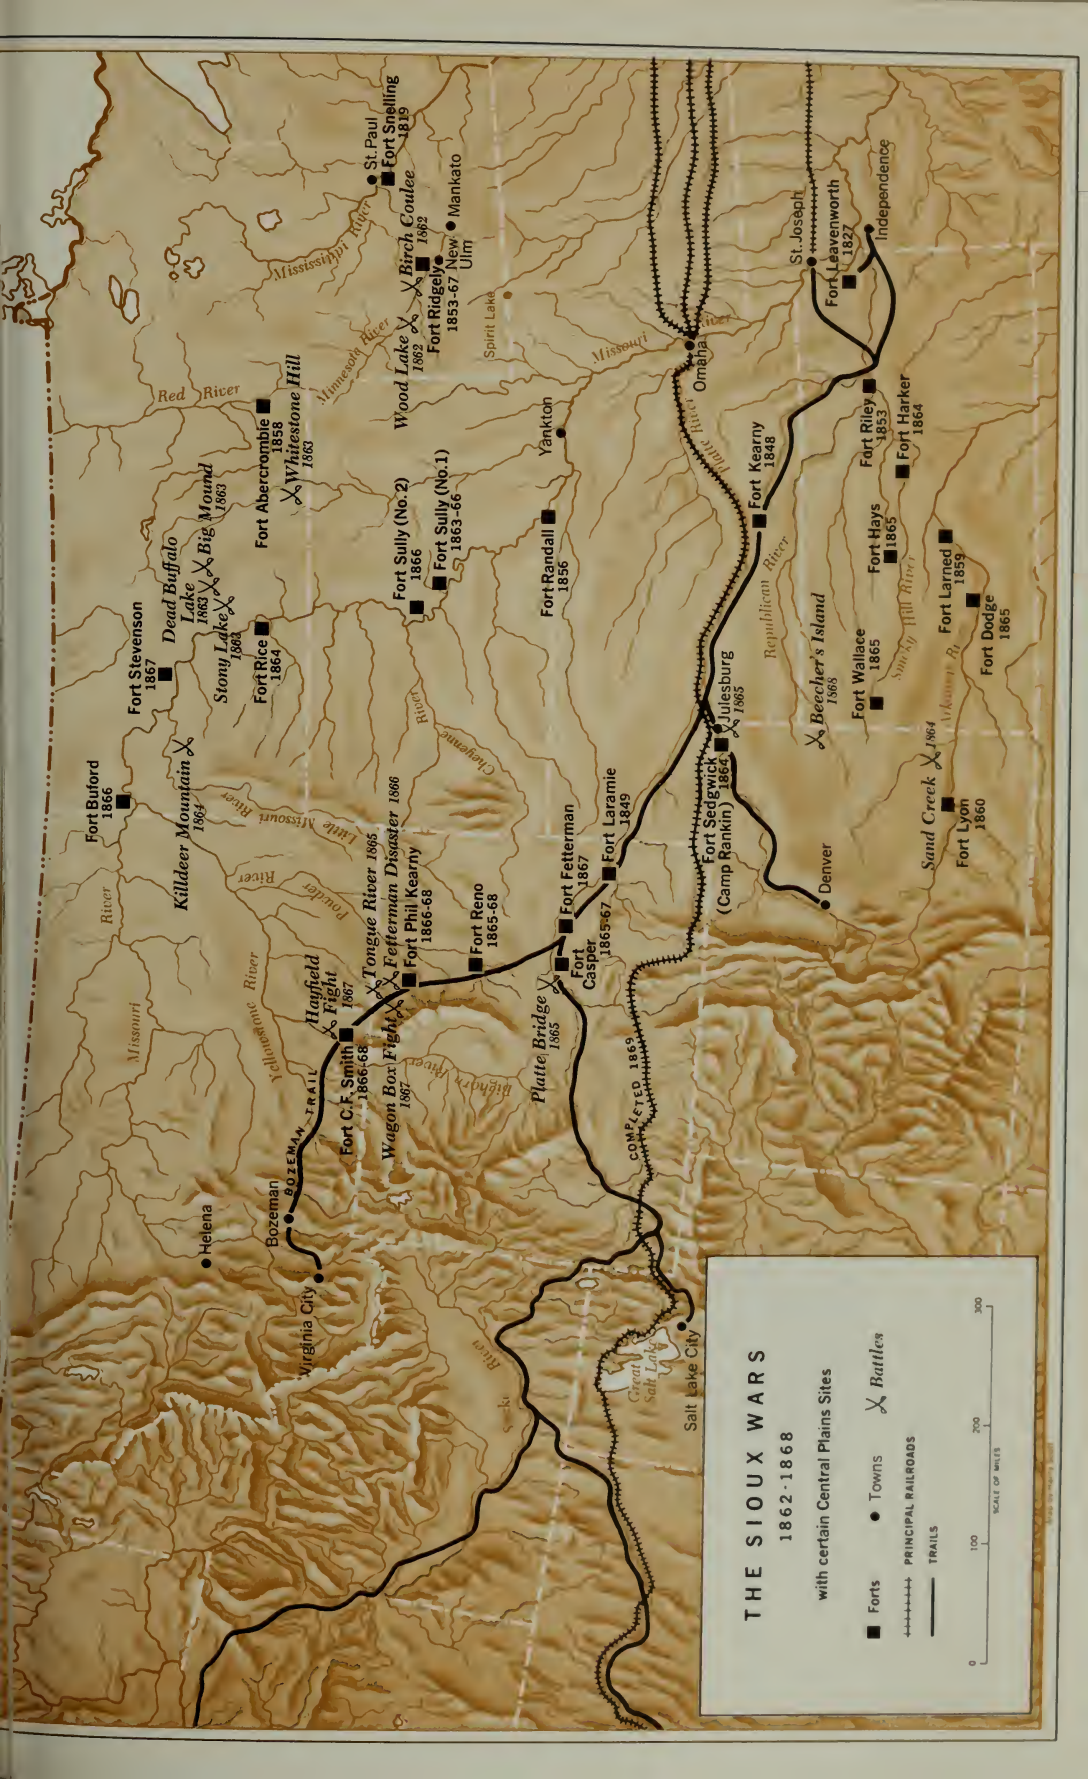 THE SIOUX WARS
1862-1868
with certain Central Plains Sites
Forts
Towns
Battles
PRINCIPAL RAILROADS
TRAILS
0
100
200
300
SCALE OF MILES
Helena
Bozeman
Virginia City
BOZEMAN TRAIL
Fort C.F. Smith
1866-68
Hayfield
Fight
1867
Wagon Box Fight
1867
Tongue River 1865
Fetterman Disaster 1866
Fort Phil Kearny
1866-68
Fort Reno
1865-68
Fort Fetterman
1867
Fort
Casper
1865-67
Platte Bridge
1865
Fort Laramie
1849
Missouri
River
Yellowstone River
Bighorn River
Powder
River
Little Missouri River
Cheyenne
River
Fort Buford
1866
Killdeer Mountain
1864
Fort Stevenson
1867
Dead Buffalo
Lake
1863
Big Mound
1863
Stony Lake
1863
Fort Rice
1864
Fort Abercrombie
1858
Whitestone Hill
1863
Red River
Minnesota River
Mississippi River
St. Paul
Fort Snelling
1819
Birch Coulee
1862
Wood Lake
1862
Fort Ridgely
1853-67
New
Ulm
Mankato
Spirit Lake
Fort Sully (No. 2)
1866
Fort Sully (No.1)
1863-66
Yankton
Fort Randall
1856
Missouri
River
Omaha
Platte River
St. Joseph
Fort Leavenworth
1827
Independence
Fort Kearny
1848
Fort Riley
1853
Fort Harker
1864
Fort Hays
1865
Fort Larned
1859
Fort Dodge
1865
Republican River
Smoky Hill River
Arkansas R.
Beecher's Island
1868
Fort Wallace
1865
Julesburg
1865
Fort Sedgwick
1864
(Camp Rankin)
Denver
Sand Creek 1864
Fort Lyon
1860
COMPLETED 1869
Great
Salt Lake
Salt Lake City
Snake
River